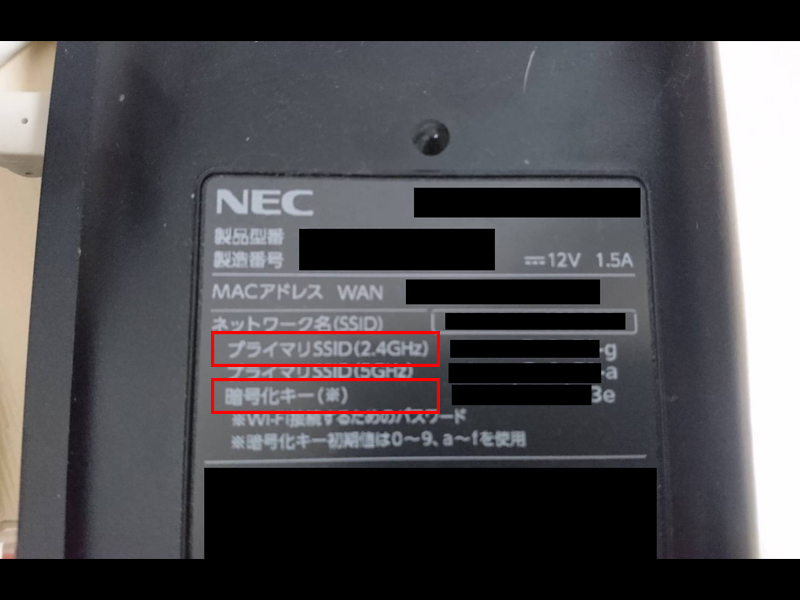 NEC
製品型番
製造番号
⎓12V 1.5A
MACアドレス WAN
ネットワーク名(SSID)
プライマリSSID(2.4GHz) -g
プライマリSSID(5GHz) -a
暗号化キー(※) 3e
※Wi-Fi接続するためのパスワード
※暗号化キー初期値は0~9、a~fを使用